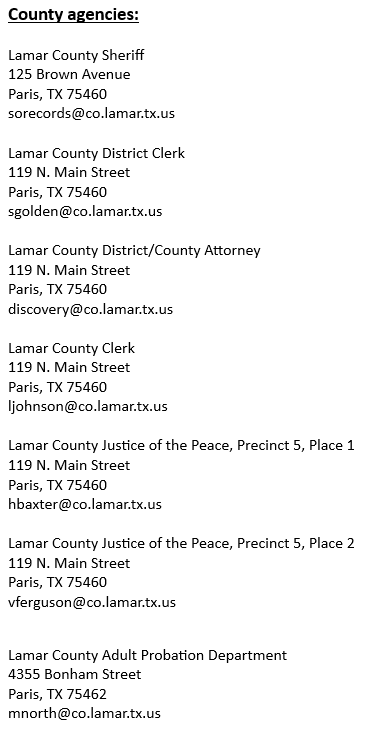 County agencies:
Lamar County Sheriff
125 Brown Avenue
Paris, TX 75460
sorecords@co.lamar.tx.us
Lamar County District Clerk
119 N. Main Street
Paris, TX 75460
sgolden@co.lamar.tx.us
Lamar County District/County Attorney
119 N. Main Street
Paris, TX 75460
discovery@co.lamar.tx.us
Lamar County Clerk
119 N. Main Street
Paris, TX 75460
ljohnson@co.lamar.tx.us
Lamar County Justice of the Peace, Precinct 5, Place 1
119 N. Main Street
Paris, TX 75460
hbaxter@co.lamar.tx.us
Lamar County Justice of the Peace, Precinct 5, Place 2
119 N. Main Street
Paris, TX 75460
vferguson@co.lamar.tx.us
Lamar County Adult Probation Department
4355 Bonham Street
Paris, TX 75462
mnorth@co.lamar.tx.us